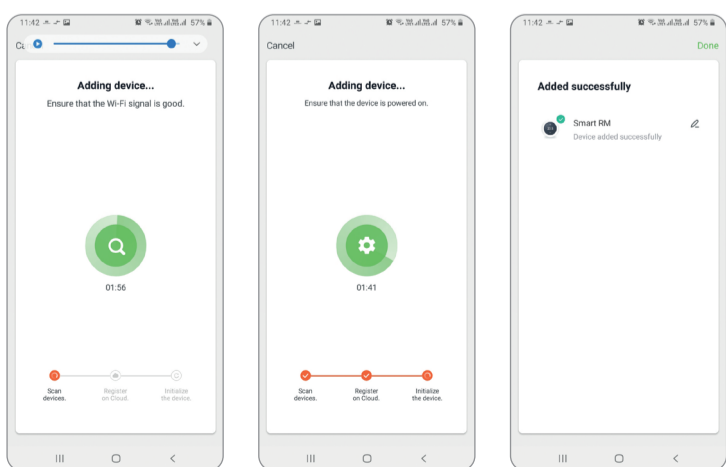 11:42
57%
Adding device...
Ensure that the Wi-Fi signal is good.
01:56
Scan
devices.
Register
on Cloud.
Initialize
the device.
11:42
57%
Cancel
Adding device...
Ensure that the device is powered on.
01:41
Scan
devices.
Register
on Cloud.
Initialize
the device.
11:42
57%
Done
Added successfully
Smart RM
Device added successfully